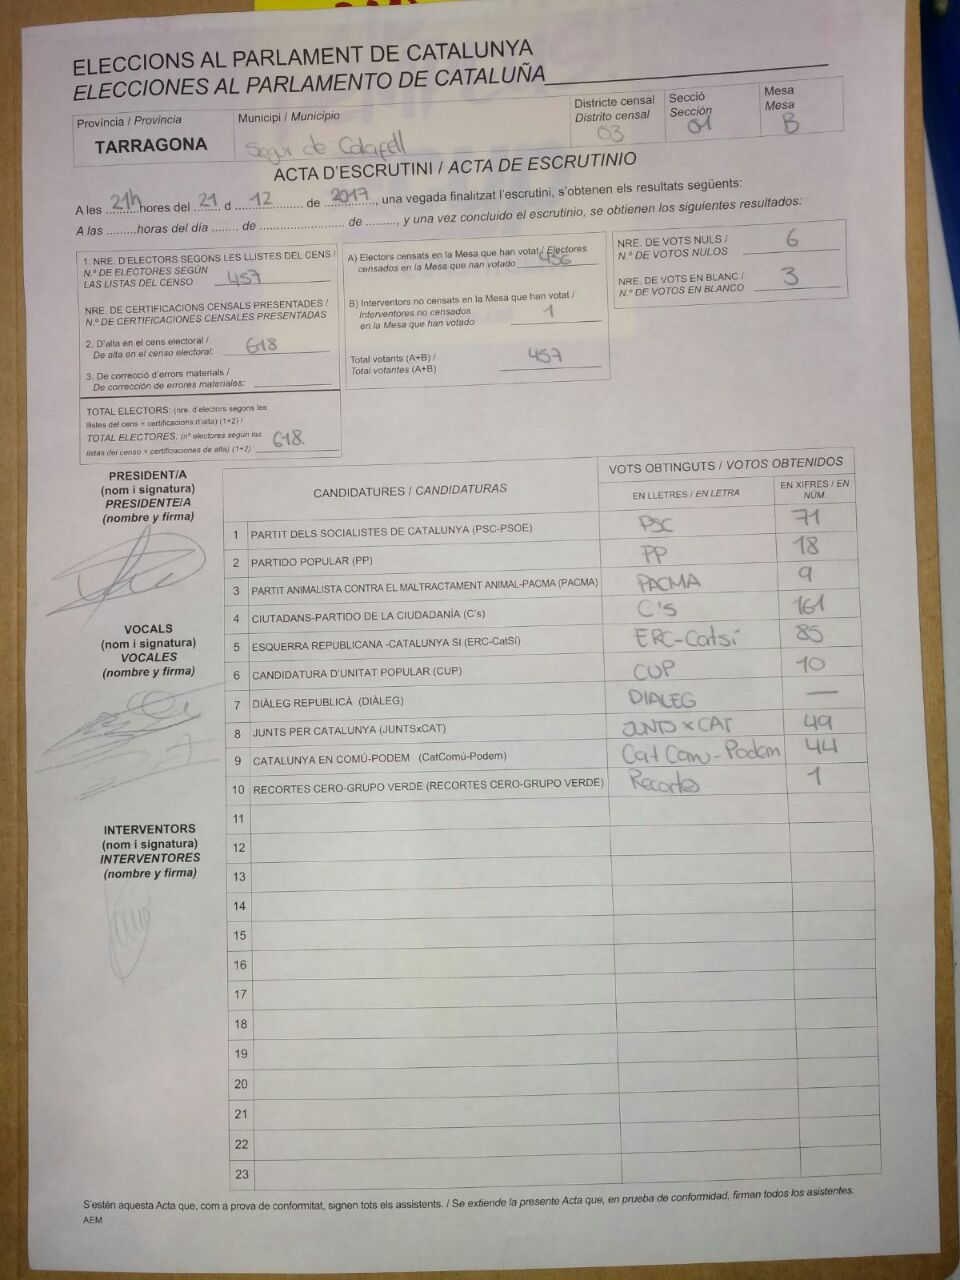 ELECCIONS AL PARLAMENT DE CATALUNYA
ELECCIONES AL PARLAMENTO DE CATALUÑA
Provincia / Provincia
TARRAGONA
Municipi / Municipio
Segur de Calafell
Districte censal
Distrito censal
03
Secció
Sección
01
Mesa
Mesa
B
ACTA D'ESCRUTINI / ACTA DE ESCRUTINIO
A les 21h hores del 21 d 12 de 2017, una vegada finalitzat l'escrutini, s'obtenen els resultats següents:
A las .........horas del día ........ de ......................... de ........., y una vez concluido el escrutinio, se obtienen los siguientes resultados:
1. NRE. D'ELECTORS SEGONS LES LLISTES DEL CENS /
N.º DE ELECTORES SEGÚN
LAS LISTAS DEL CENSO 457
NRE. DE CERTIFICACIONS CENSALS PRESENTADES /
N.º DE CERTIFICACIONES CENSALES PRESENTADAS
2. D'alta en el cens electoral /
De alta en el censo electoral: 618
3. De correcció d'errors materials /
De corrección de errores materiales:
TOTAL ELECTORS: (nre. d'electors segons les
llistes del cens + certificacions d'alta) (1+2) /
TOTAL ELECTORES: (nº electores según las
listas del censo + certificaciones de alta) (1+2) 618.
A) Electors censats en la Mesa que han votat / Electores
censados en la Mesa que han votado 456
B) Interventors no censats en la Mesa que han votat /
Interventores no censados
en la Mesa que han votado 1
Total votants (A+B) /
Total votantes (A+B) 457
NRE. DE VOTS NULS /
N.º DE VOTOS NULOS 6
NRE. DE VOTS EN BLANC /
N.º DE VOTOS EN BLANCO 3
PRESIDENT/A
(nom i signatura)
PRESIDENTE/A
(nombre y firma)
VOCALS
(nom i signatura)
VOCALES
(nombre y firma)
INTERVENTORS
(nom i signatura)
INTERVENTORES
(nombre y firma)
CANDIDATURES / CANDIDATURAS
VOTS OBTINGUTS / VOTOS OBTENIDOS
EN LLETRES / EN LETRA
EN XIFRES / EN NÚM.
1 PARTIT DELS SOCIALISTES DE CATALUNYA (PSC-PSOE) PSC 71
2 PARTIDO POPULAR (PP) PP 18
3 PARTIT ANIMALISTA CONTRA EL MALTRACTAMENT ANIMAL-PACMA (PACMA) PACMA 9
4 CIUTADANS-PARTIDO DE LA CIUDADANÍA (C's) C's 161
5 ESQUERRA REPUBLICANA -CATALUNYA SI (ERC-CatSí) ERC-Catsí 85
6 CANDIDATURA D'UNITAT POPULAR (CUP) CUP 10
7 DIÀLEG REPUBLICÀ (DIÀLEG) DIALEG —
8 JUNTS PER CATALUNYA (JUNTSxCAT) JUNTSxCAT 49
9 CATALUNYA EN COMÚ-PODEM (CatComú-Podem) Cat Comu-Podem 44
10 RECORTES CERO-GRUPO VERDE (RECORTES CERO-GRUPO VERDE) Recortes 1
11
12
13
14
15
16
17
18
19
20
21
22
23
S'estén aquesta Acta que, com a prova de conformitat, signen tots els assistents. / Se extiende la presente Acta que, en prueba de conformidad, firman todos los asistentes.
AEM